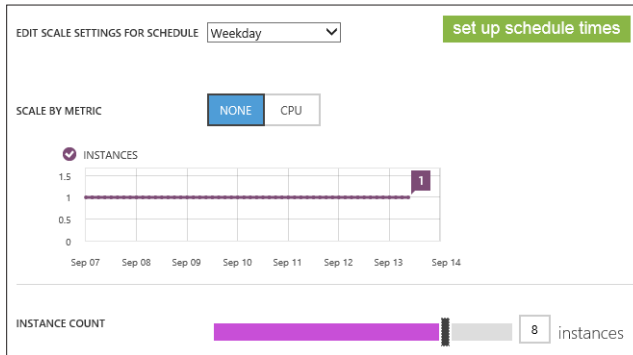 EDIT SCALE SETTINGS FOR SCHEDULE Weekday set up schedule times
SCALE BY METRIC NONE CPU
INSTANCES
1.5
1
1
0.5
0
Sep 07 Sep 08 Sep 09 Sep 10 Sep 11 Sep 12 Sep 13 Sep 14
INSTANCE COUNT 8 instances